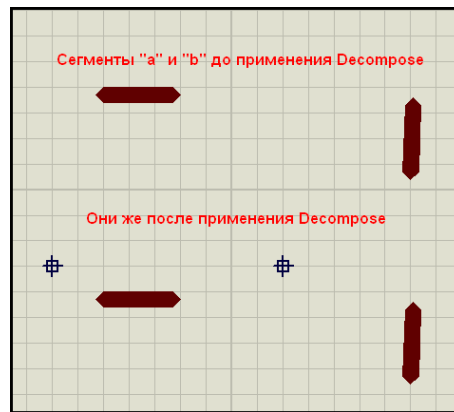 Сегменты "a" и "b" до применения Decompose
Они же после применения Decompose